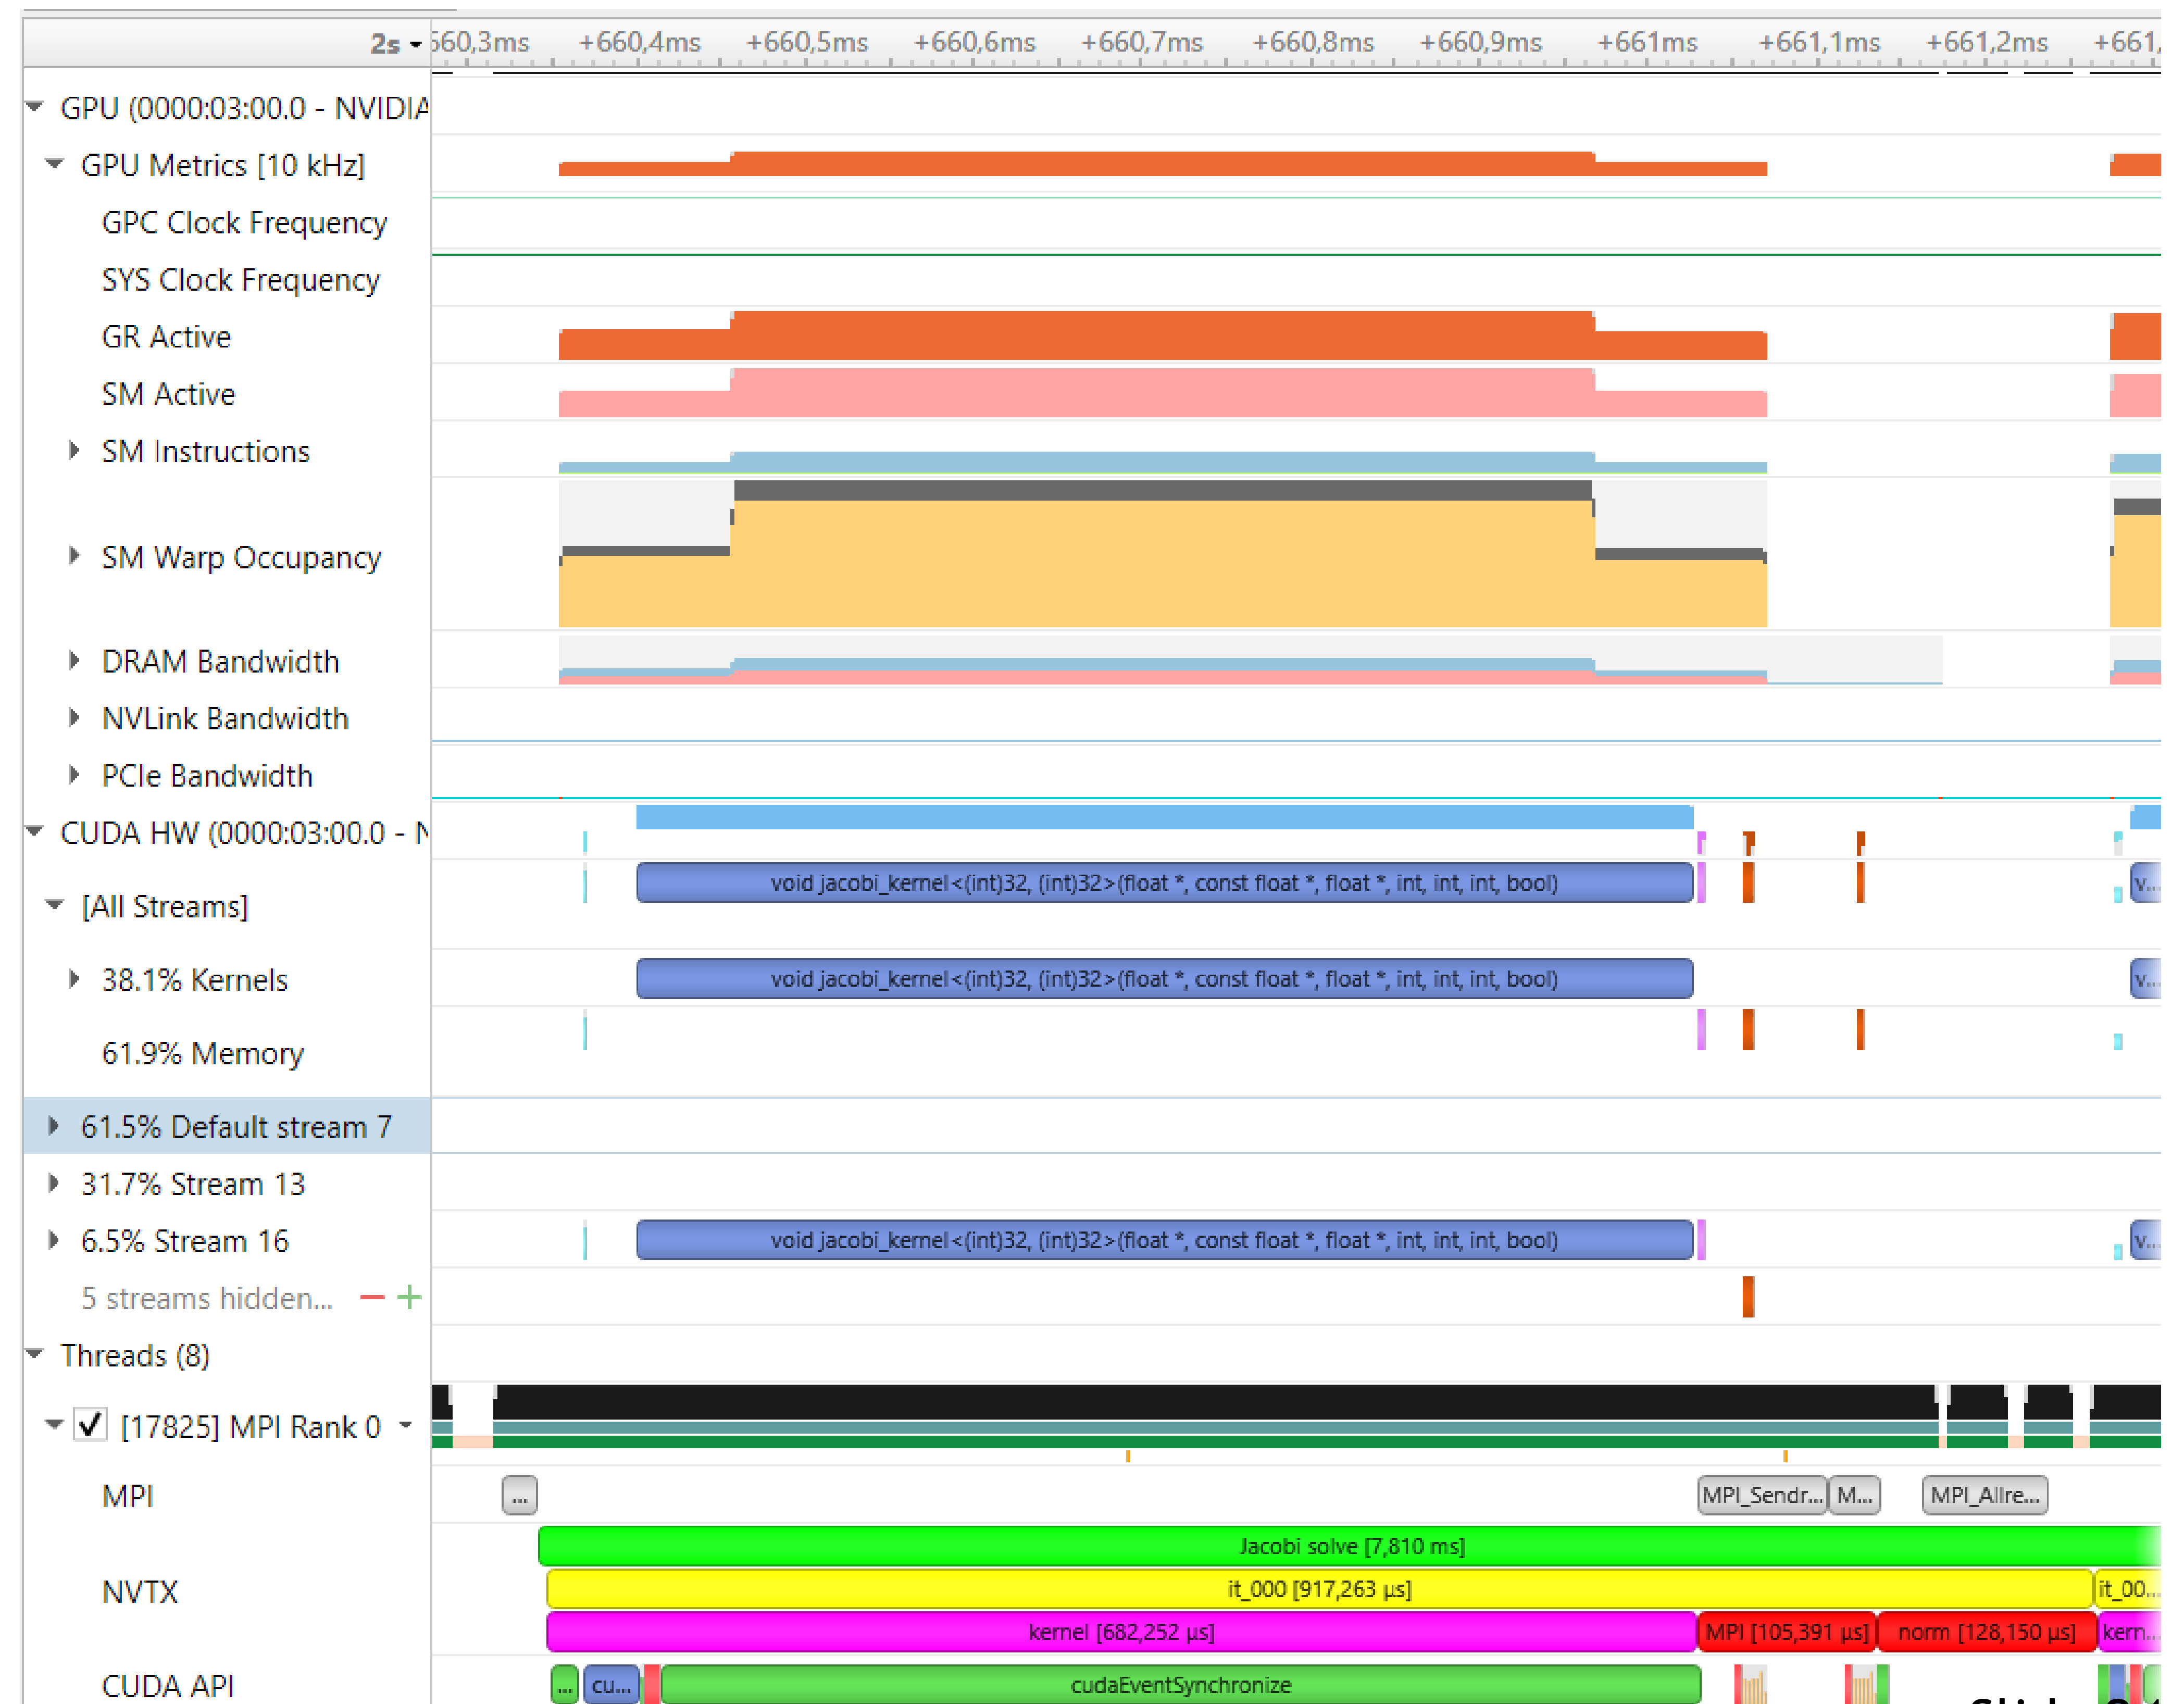 2s 560,3ms +660,4ms +660,5ms +660,6ms +660,7ms +660,8ms +660,9ms +661ms +661,1ms +661,2ms +661,
GPU (0000:03:00.0 - NVIDIA
GPU Metrics [10 kHz]
GPC Clock Frequency
SYS Clock Frequency
GR Active
SM Active
SM Instructions
SM Warp Occupancy
DRAM Bandwidth
NVLink Bandwidth
PCIe Bandwidth
CUDA HW (0000:03:00.0 - N
[All Streams] void jacobi_kernel<(int)32, (int)32>(float *, const float *, float *, int, int, int, bool) v...
38.1% Kernels void jacobi_kernel<(int)32, (int)32>(float *, const float *, float *, int, int, int, bool) v...
61.9% Memory
61.5% Default stream 7
31.7% Stream 13
6.5% Stream 16 void jacobi_kernel<(int)32, (int)32>(float *, const float *, float *, int, int, int, bool) v...
5 streams hidden... − +
Threads (8)
[17825] MPI Rank 0
MPI ... MPI_Sendr... M... MPI_Allre...
Jacobi solve [7,810 ms]
NVTX it_000 [917,263 µs] it_00...
kernel [682,252 µs] MPI [105,391 µs] norm [128,150 µs] kern...
CUDA API ... cu... cudaEventSynchronize